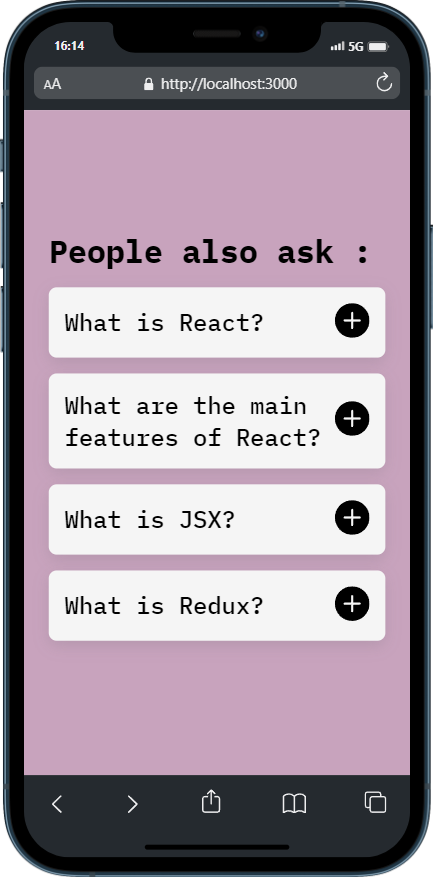 16:14
5G
AA
http://localhost:3000
People also ask :
What is React?
What are the main
features of React?
What is JSX?
What is Redux?